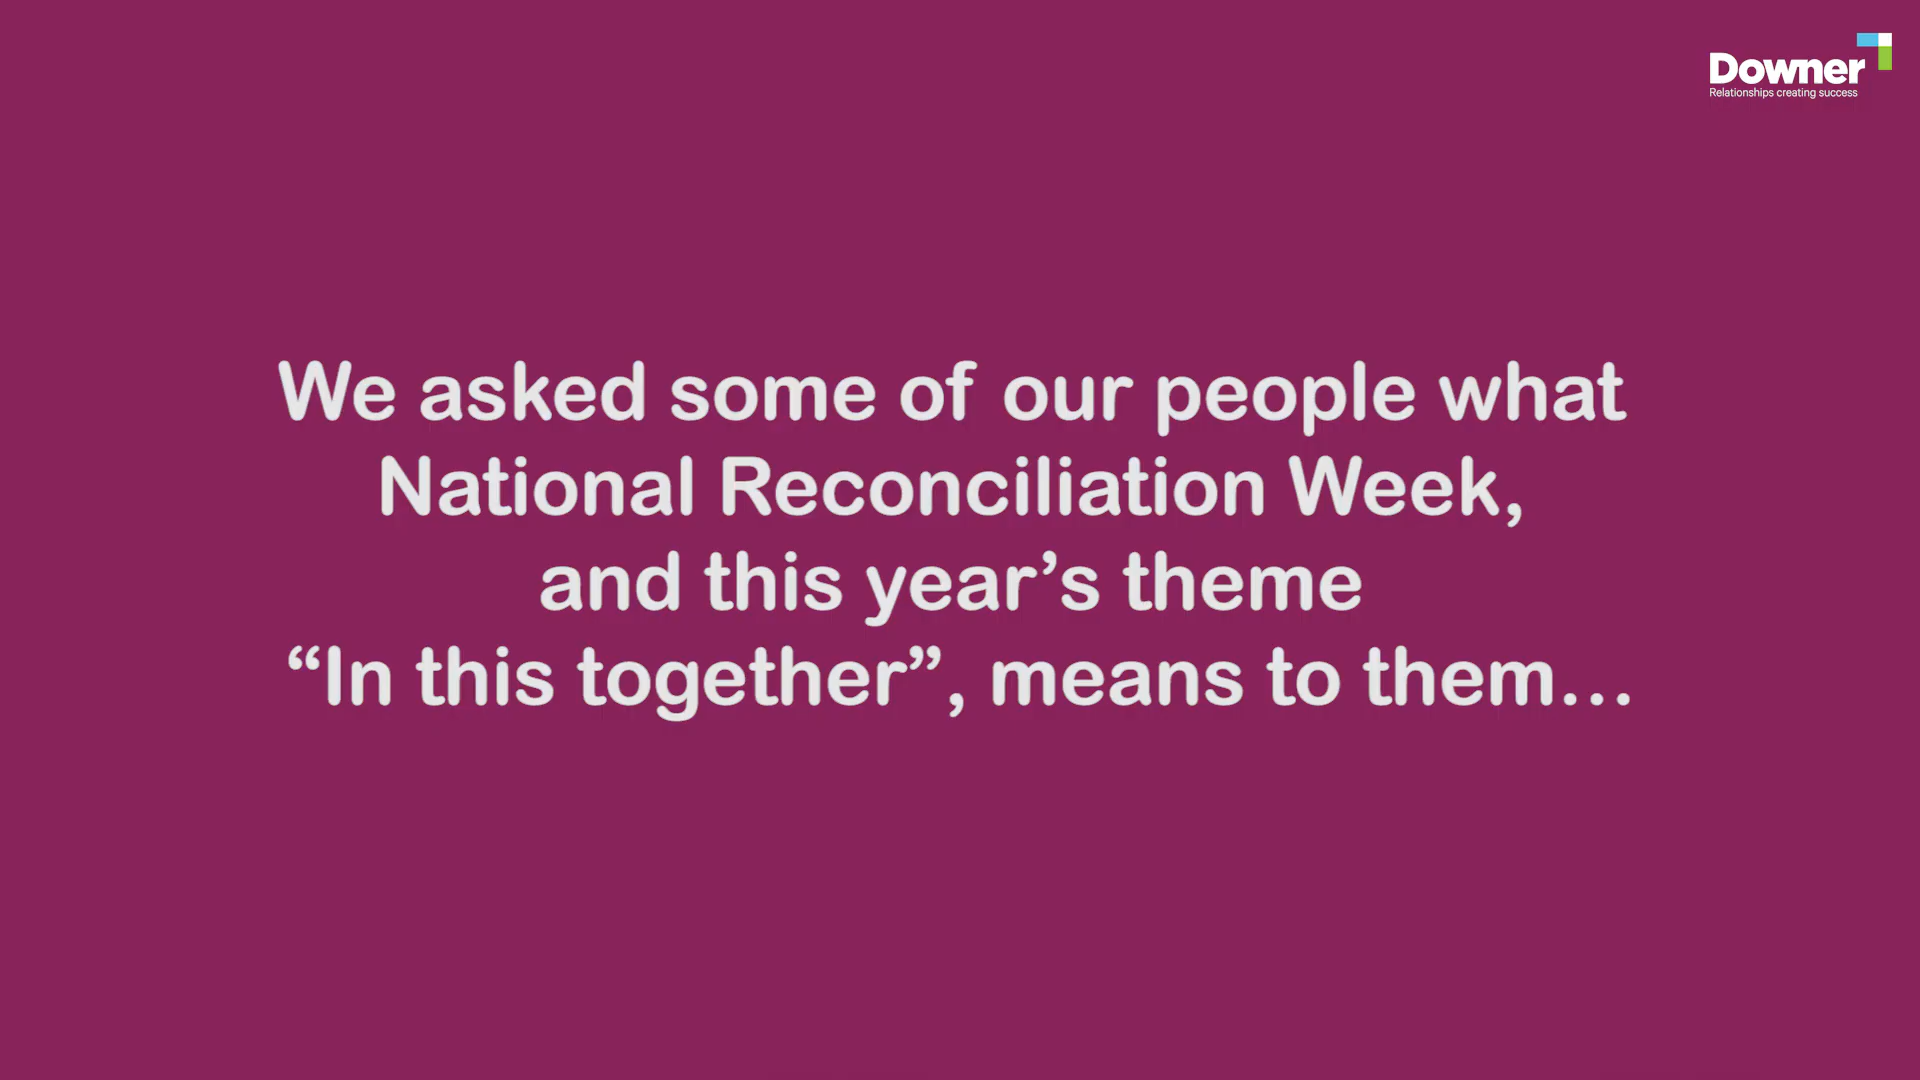 Downer
Relationships creating success
We asked some of our people what
National Reconciliation Week,
and this year’s theme
“In this together”, means to them...